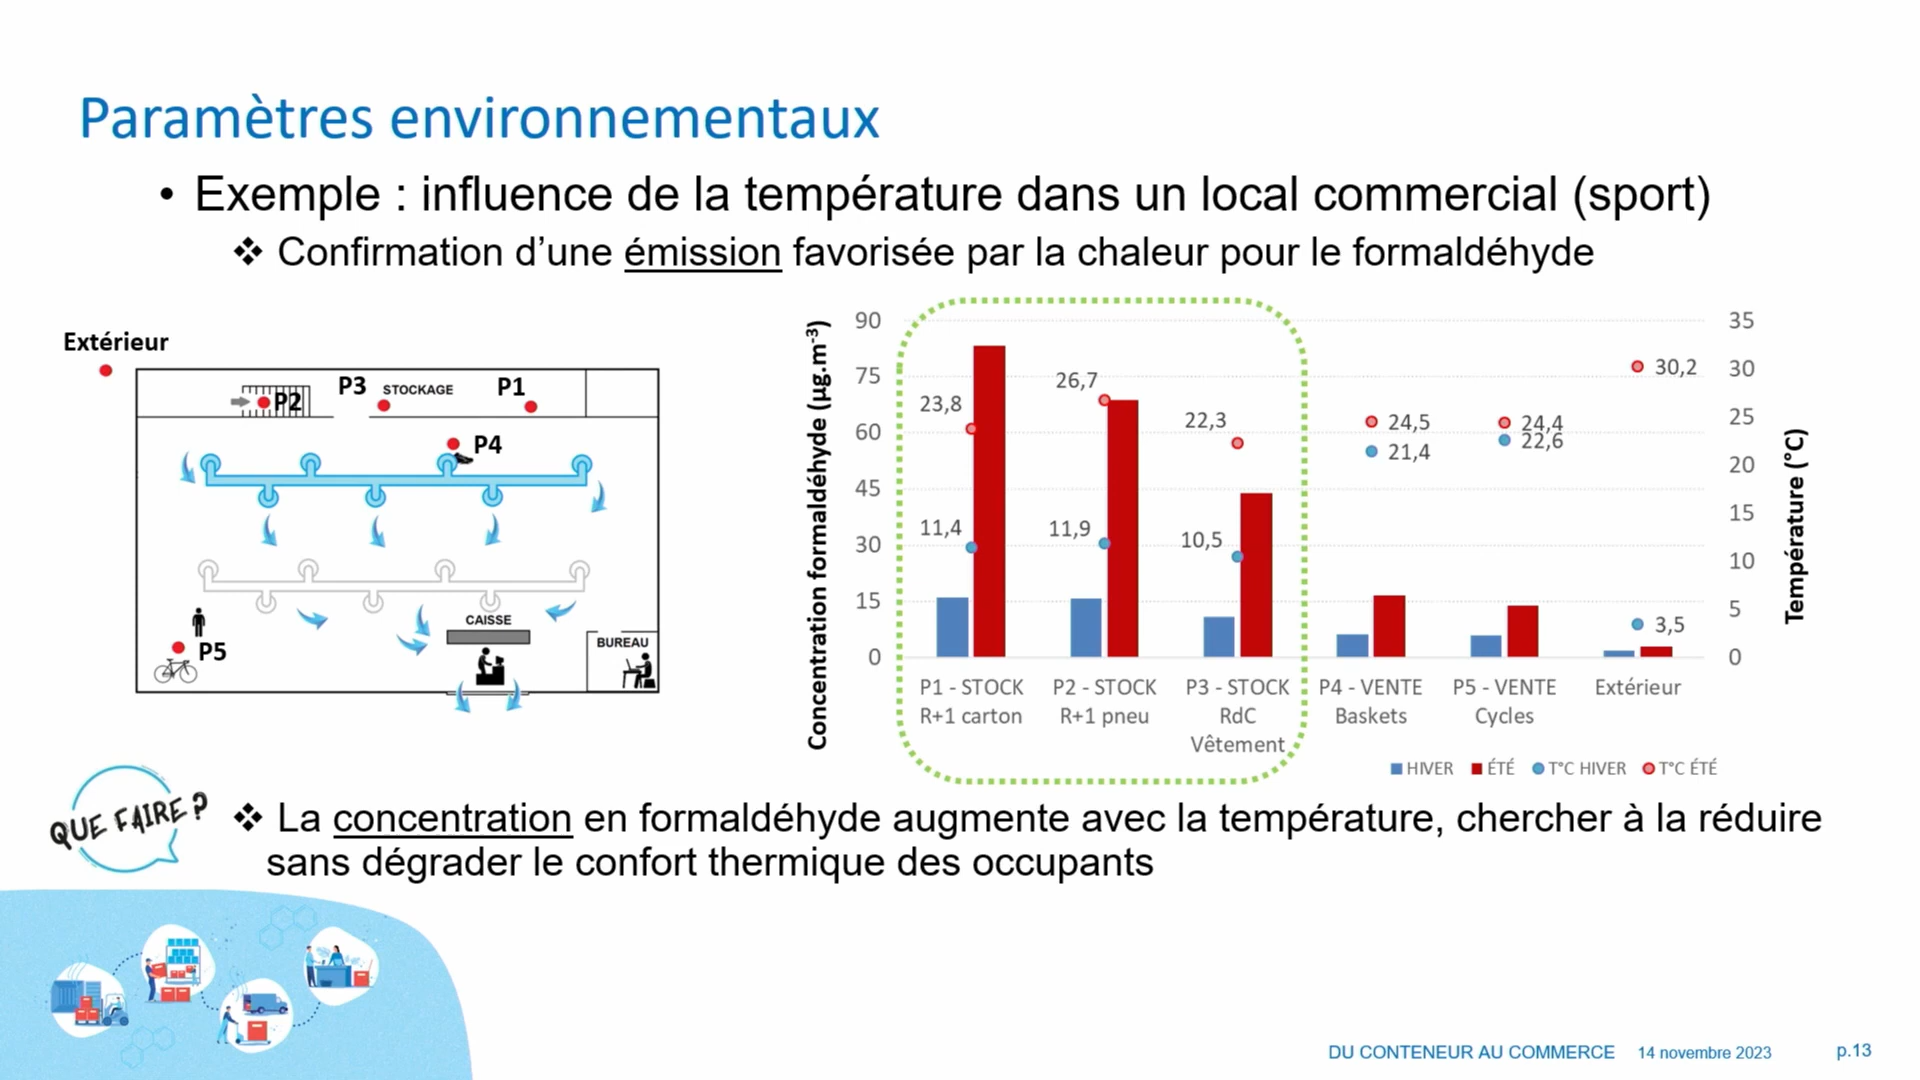 Paramètres environnementaux
• Exemple : influence de la température dans un local commercial (sport)
❖ Confirmation d’une émission favorisée par la chaleur pour le formaldéhyde
Extérieur
P2
P3
STOCKAGE
P1
P4
CAISSE
BUREAU
P5
Concentration formaldéhyde (µg.m-3)
90
75
60
45
30
15
0
23,8
26,7
22,3
24,5
24,4
30,2
11,4
11,9
10,5
21,4
22,6
3,5
35
30
25
20
15
10
5
0
Température (°C)
P1 - STOCK
R+1 carton
P2 - STOCK
R+1 pneu
P3 - STOCK
RdC
Vêtement
P4 - VENTE
Baskets
P5 - VENTE
Cycles
Extérieur
HIVER ÉTÉ T°C HIVER T°C ÉTÉ
QUE FAIRE ?
❖ La concentration en formaldéhyde augmente avec la température, chercher à la réduire
sans dégrader le confort thermique des occupants
DU CONTENEUR AU COMMERCE 14 novembre 2023 p.13